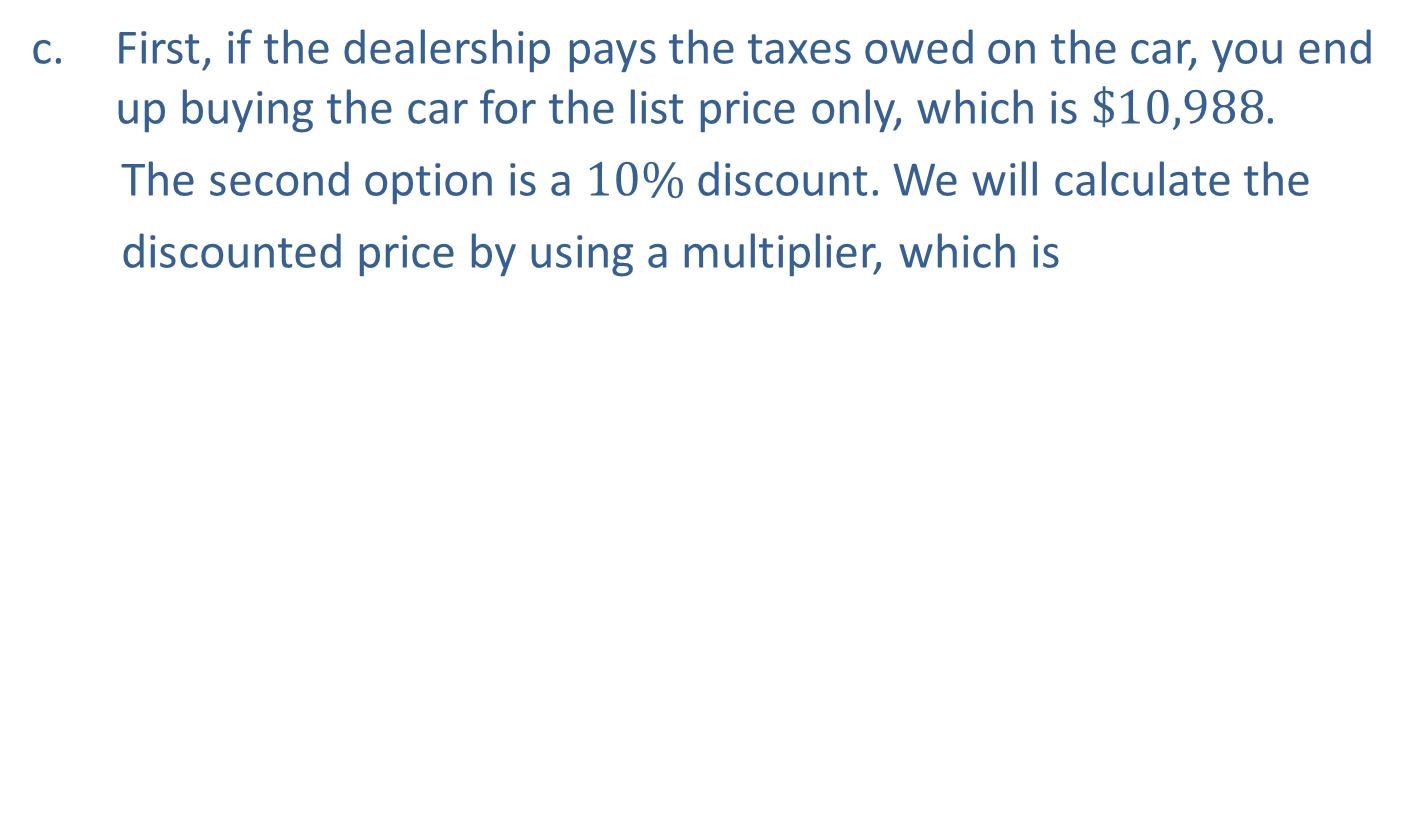 c. First, if the dealership pays the taxes owed on the car, you end
up buying the car for the list price only, which is $10,988.
The second option is a 10% discount. We will calculate the
discounted price by using a multiplier, which is